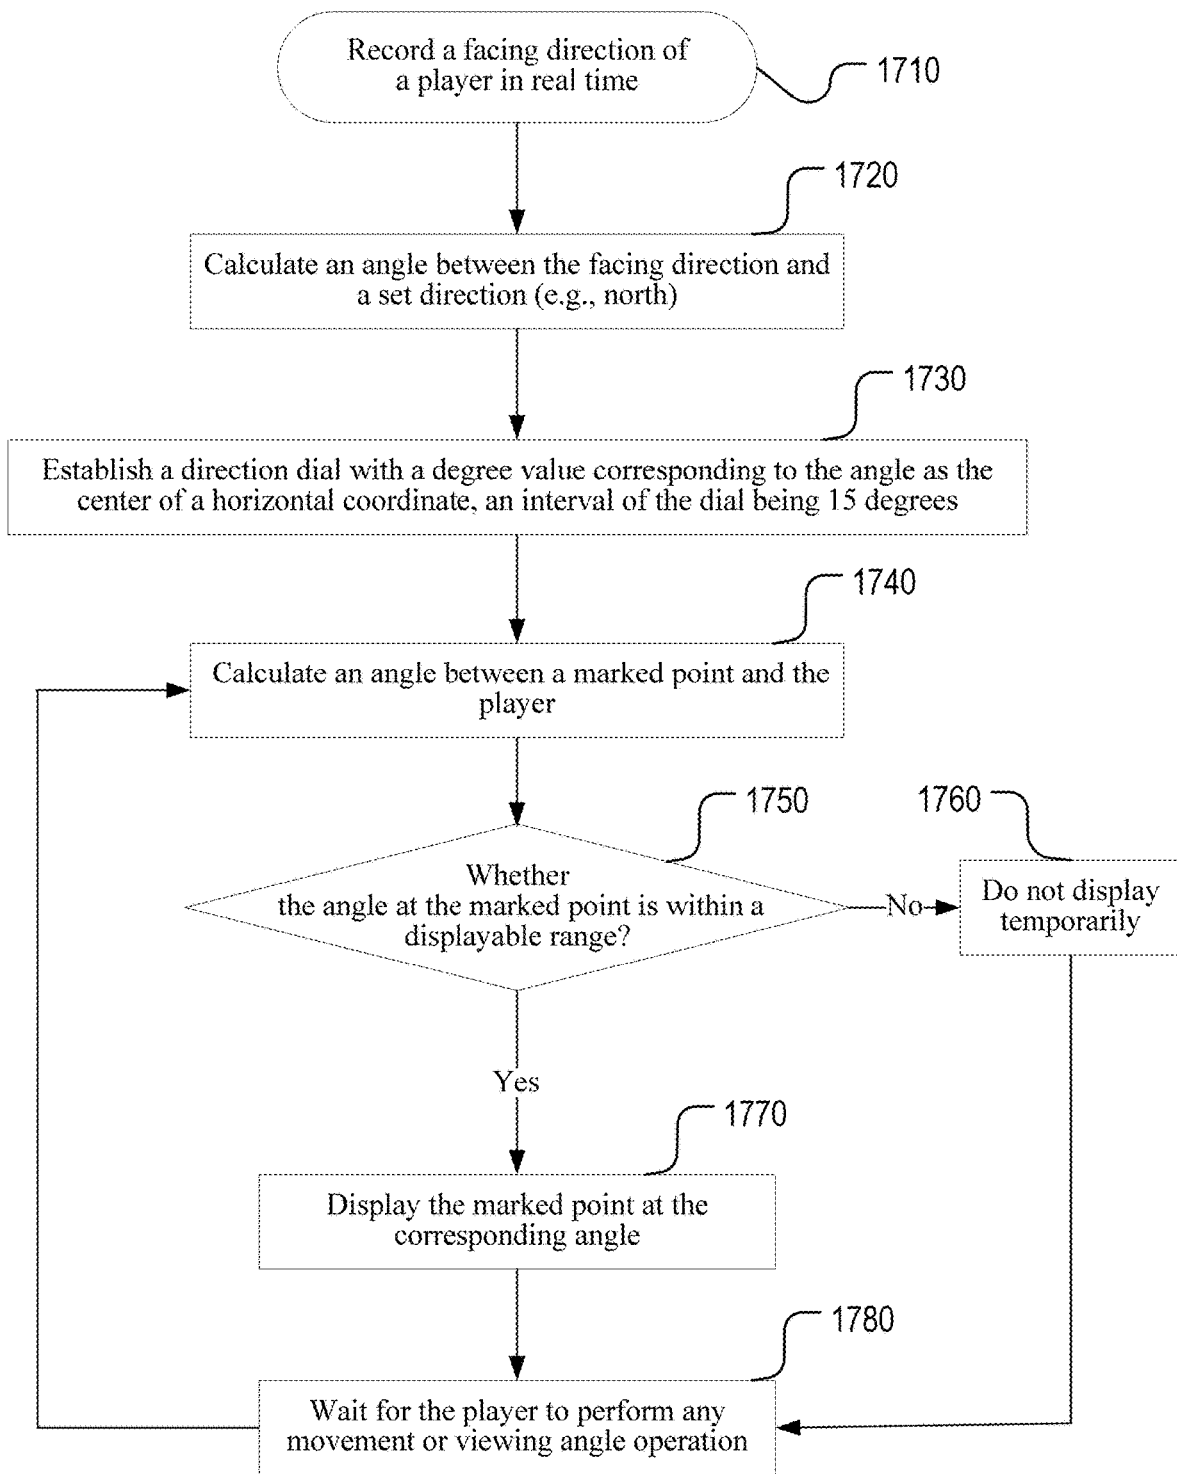 Record a facing direction of
a player in real time
1710
1720
Calculate an angle between the facing direction and
a set direction (e.g., north)
1730
Establish a direction dial with a degree value corresponding to the angle as the
center of a horizontal coordinate, an interval of the dial being 15 degrees
1740
Calculate an angle between a marked point and the
player
1750
1760
Whether
the angle at the marked point is within a
displayable range?
No
Do not display
temporarily
Yes
1770
Display the marked point at the
corresponding angle
1780
Wait for the player to perform any
movement or viewing angle operation